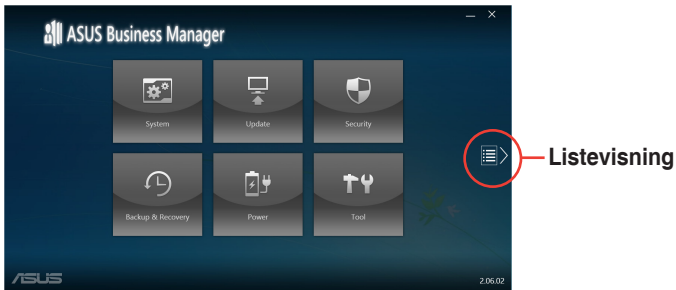 ASUS Business Manager
System
Update
Security
Listevisning
Backup & Recovery
Power
Tool
ASUS
2.06.02